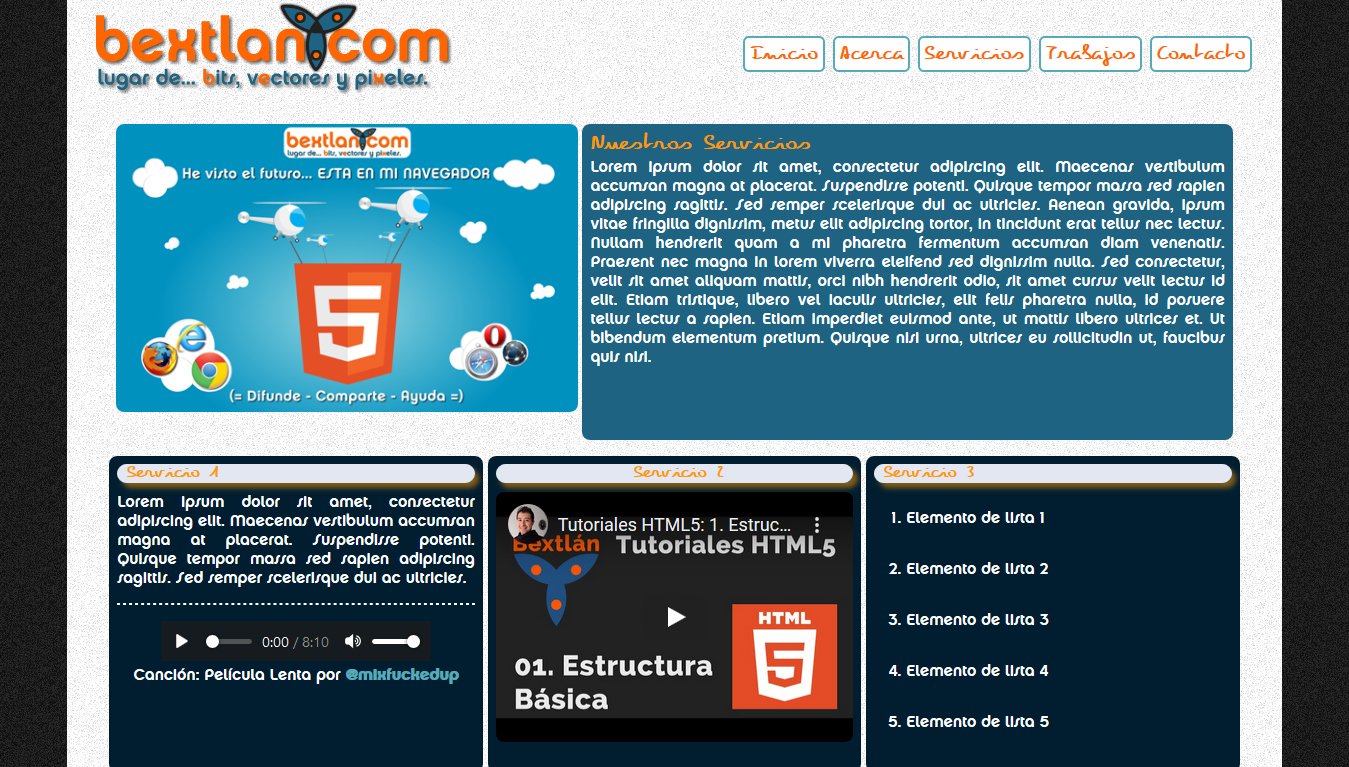 bextlan.com
lugar de... bits, vectores y pixeles.
Inicio
Acerca
Servicios
Trabajos
Contacto
bextlan.com
lugar de... bits, vectores y pixeles.
He visto el futuro... ESTA EN MI NAVEGADOR
5
(= Difunde - Comparte - Ayuda =)
Nuestros Servicios
Lorem ipsum dolor sit amet, consectetur adipiscing elit. Maecenas vestibulum
accumsan magna at placerat. Suspendisse potenti. Quisque tempor massa sed sapien
adipiscing sagittis. Sed semper scelerisque dui ac ultricies. Aenean gravida, ipsum
vitae fringilla dignissim, metus elit adipiscing tortor, in tincidunt erat tellus nec lectus.
Nullam hendrerit quam a mi pharetra fermentum accumsan diam venenatis.
Praesent nec magna in lorem viverra eleifend sed dignissim nulla. Sed consectetur,
velit sit amet aliquam mattis, orci nibh hendrerit odio, sit amet cursus velit lectus id
elit. Etiam tristique, libero vel iaculis ultricies, elit felis pharetra nulla, id posuere
tellus lectus a sapien. Etiam imperdiet euismod ante, ut mattis libero ultrices et. Ut
bibendum elementum pretium. Quisque nisi urna, ultrices eu sollicitudin ut, faucibus
quis nisi.
Servicio 1
Lorem ipsum dolor sit amet, consectetur
adipiscing elit. Maecenas vestibulum accumsan
magna at placerat. Suspendisse potenti.
Quisque tempor massa sed sapien adipiscing
sagittis. Sed semper scelerisque dui ac ultricies.
0:00 / 8:10
Canción: Película Lenta por @mixfuckedup
Servicio 2
Tutoriales HTML5: 1. Estruc...
Bextlán
Tutoriales HTML5
HTML
5
01. Estructura
Básica
Servicio 3
1. Elemento de lista 1
2. Elemento de lista 2
3. Elemento de lista 3
4. Elemento de lista 4
5. Elemento de lista 5